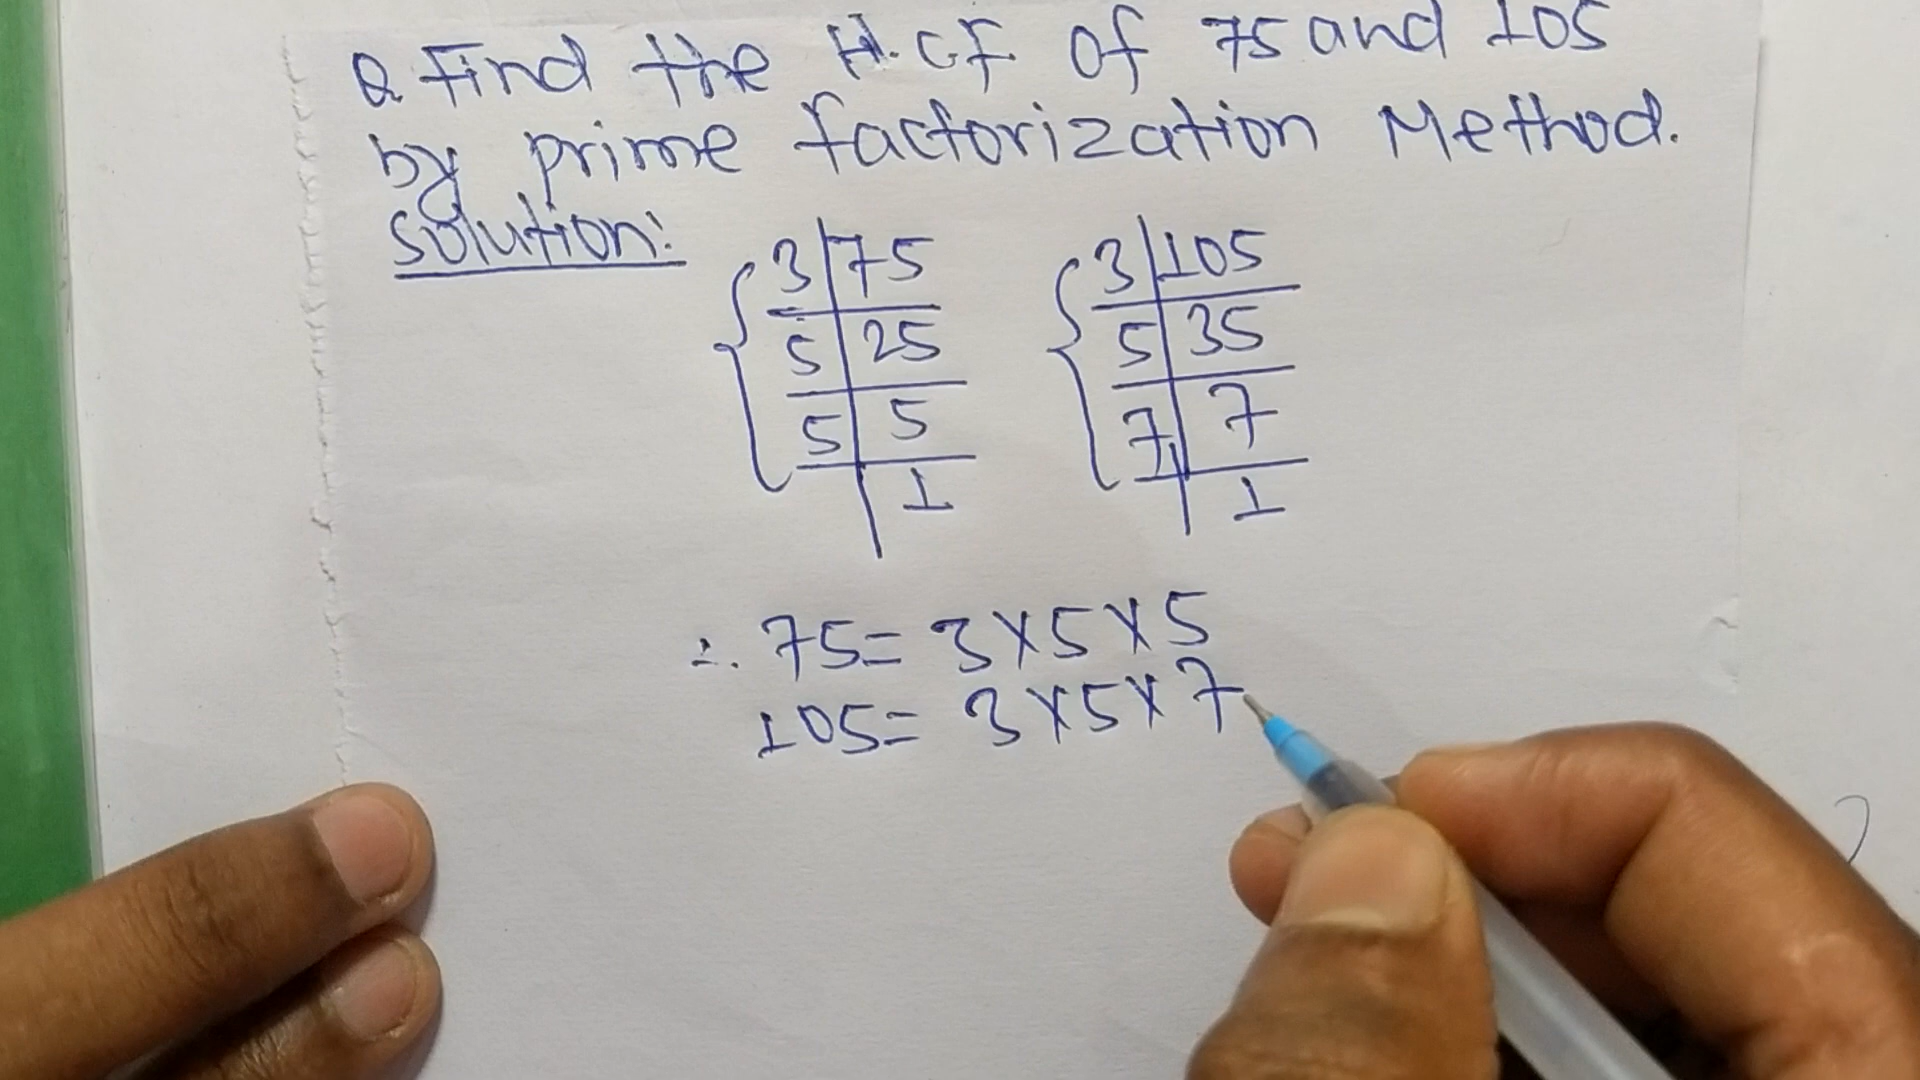 Q. Find the H.C.F. of 75 and 105
by prime factorization Method.
solution:
3 75 3 105
5 25 5 35
5 5 7 7
1 1
∴ 75 = 3 × 5 × 5
105 = 3 × 5 × 7